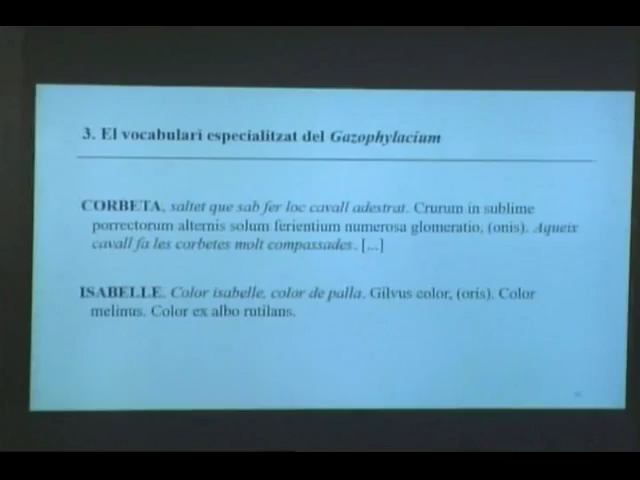 3. El vocabulari especialitzat del Gazophylacium
CORBETA, saltet que sab fer loc cavall adestrat. Crurum in sublime
porrectorum alternis solum ferientium numerosa glomeratio, (onis). Aqueix
cavall fa les corbetes molt compassades. [...]
ISABELLE. Color isabelle, color de palla. Gilvus color, (oris). Color
melinus. Color ex albo rutilans.